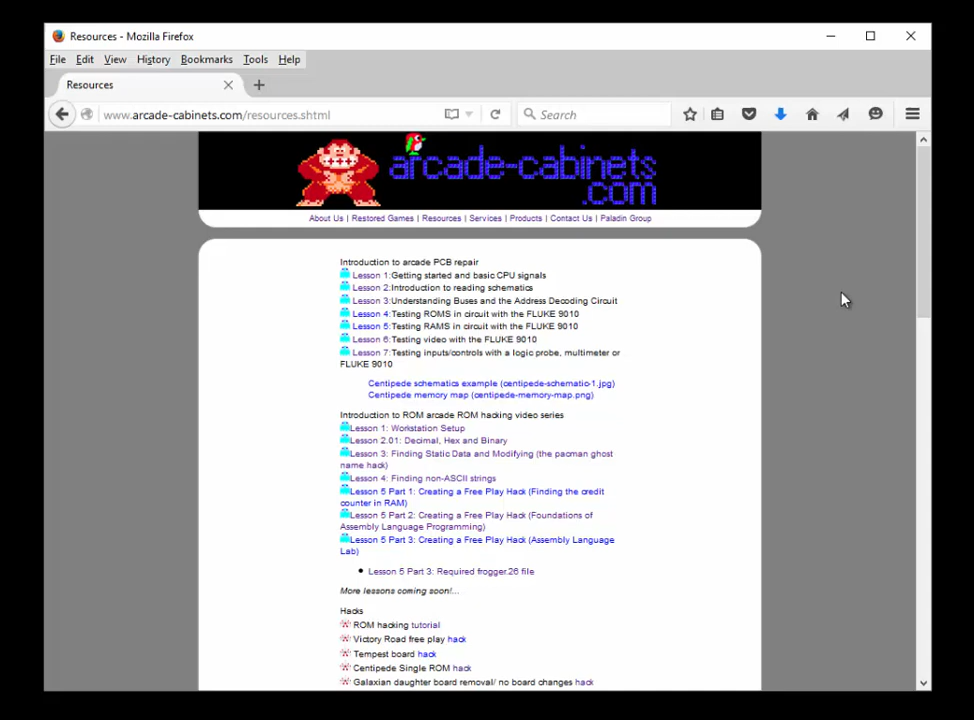 Resources - Mozilla Firefox
File Edit View History Bookmarks Tools Help
Resources
www.arcade-cabinets.com/resources.shtml
Search
arcade-cabinets
.com
About Us | Restored Games | Resources | Services | Products | Contact Us | Paladin Group
Introduction to arcade PCB repair
Lesson 1:Getting started and basic CPU signals
Lesson 2:Introduction to reading schematics
Lesson 3:Understanding Buses and the Address Decoding Circuit
Lesson 4:Testing ROMS in circuit with the FLUKE 9010
Lesson 5:Testing RAMS in circuit with the FLUKE 9010
Lesson 6:Testing video with the FLUKE 9010
Lesson 7:Testing inputs/controls with a logic probe, multimeter or
FLUKE 9010
Centipede schematics example (centipede-schematic-1.jpg)
Centipede memory map (centipede-memory-map.png)
Introduction to ROM arcade ROM hacking video series
Lesson 1: Workstation Setup
Lesson 2.01: Decimal, Hex and Binary
Lesson 3: Finding Static Data and Modifying (the pacman ghost
name hack)
Lesson 4: Finding non-ASCII strings
Lesson 5 Part 1: Creating a Free Play Hack (Finding the credit
counter in RAM)
Lesson 5 Part 2: Creating a Free Play Hack (Foundations of
Assembly Language Programming)
Lesson 5 Part 3: Creating a Free Play Hack (Assembly Language
Lab)
Lesson 5 Part 3: Required frogger.26 file
More lessons coming soon!...
Hacks
ROM hacking tutorial
Victory Road free play hack
Tempest board hack
Centipede Single ROM hack
Galaxian daughter board removal/ no board changes hack